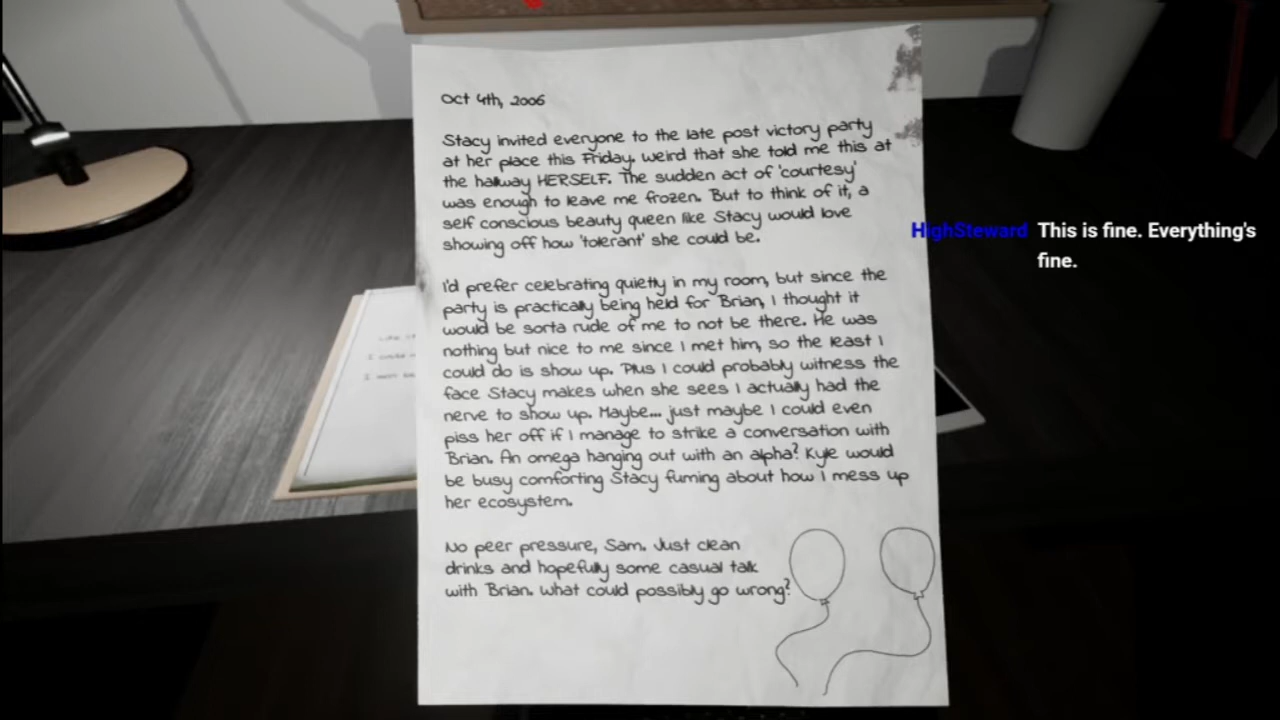 Oct 4th, 2006
Stacy invited everyone to the late post victory party
at her place this Friday, weird that she told me this at
the hallway HERSELF. The sudden act of 'courtesy'
was enough to leave me frozen. But to think of it, a
self conscious beauty queen like Stacy would love
showing off how 'tolerant' she could be.
I'd prefer celebrating quietly in my room, but since the
party is practically being held for Brian, I thought it
would be sorta rude of me to not be there. He was
nothing but nice to me since I met him, so the least I
could do is show up. Plus I could probably witness the
face Stacy makes when she sees I actually had the
nerve to show up. Maybe... just maybe I could even
piss her off if I manage to strike a conversation with
Brian. An omega hanging out with an alpha? Kyle would
be busy comforting Stacy fuming about how I mess up
her ecosystem.
No peer pressure, Sam. Just clean
drinks and hopefully some casual talk
with Brian. What could possibly go wrong?
HighSteward This is fine. Everything's
fine.